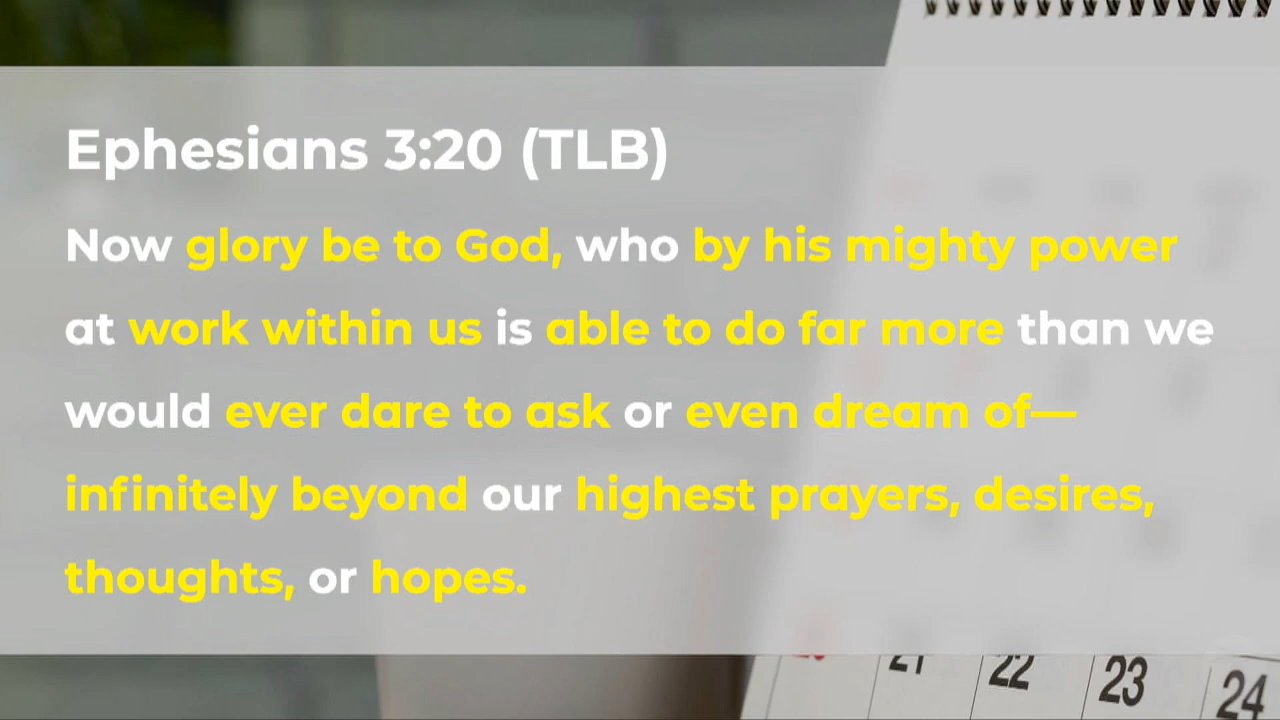 Ephesians 3:20 (TLB)
Now glory be to God, who by his mighty power
at work within us is able to do far more than we
would ever dare to ask or even dream of—
infinitely beyond our highest prayers, desires,
thoughts, or hopes.
21 22 23 24